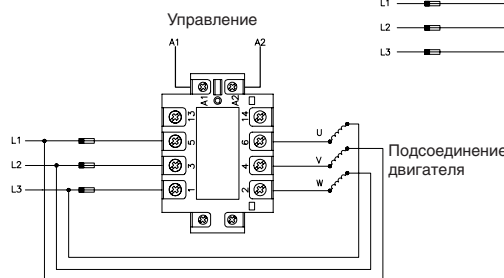 L1
Управление
L2
A1
A2
L3
A1
A2
13
14
L1
5
6
U
L2
3
4
V
Подсоединение
двигателя
L3
1
2
W